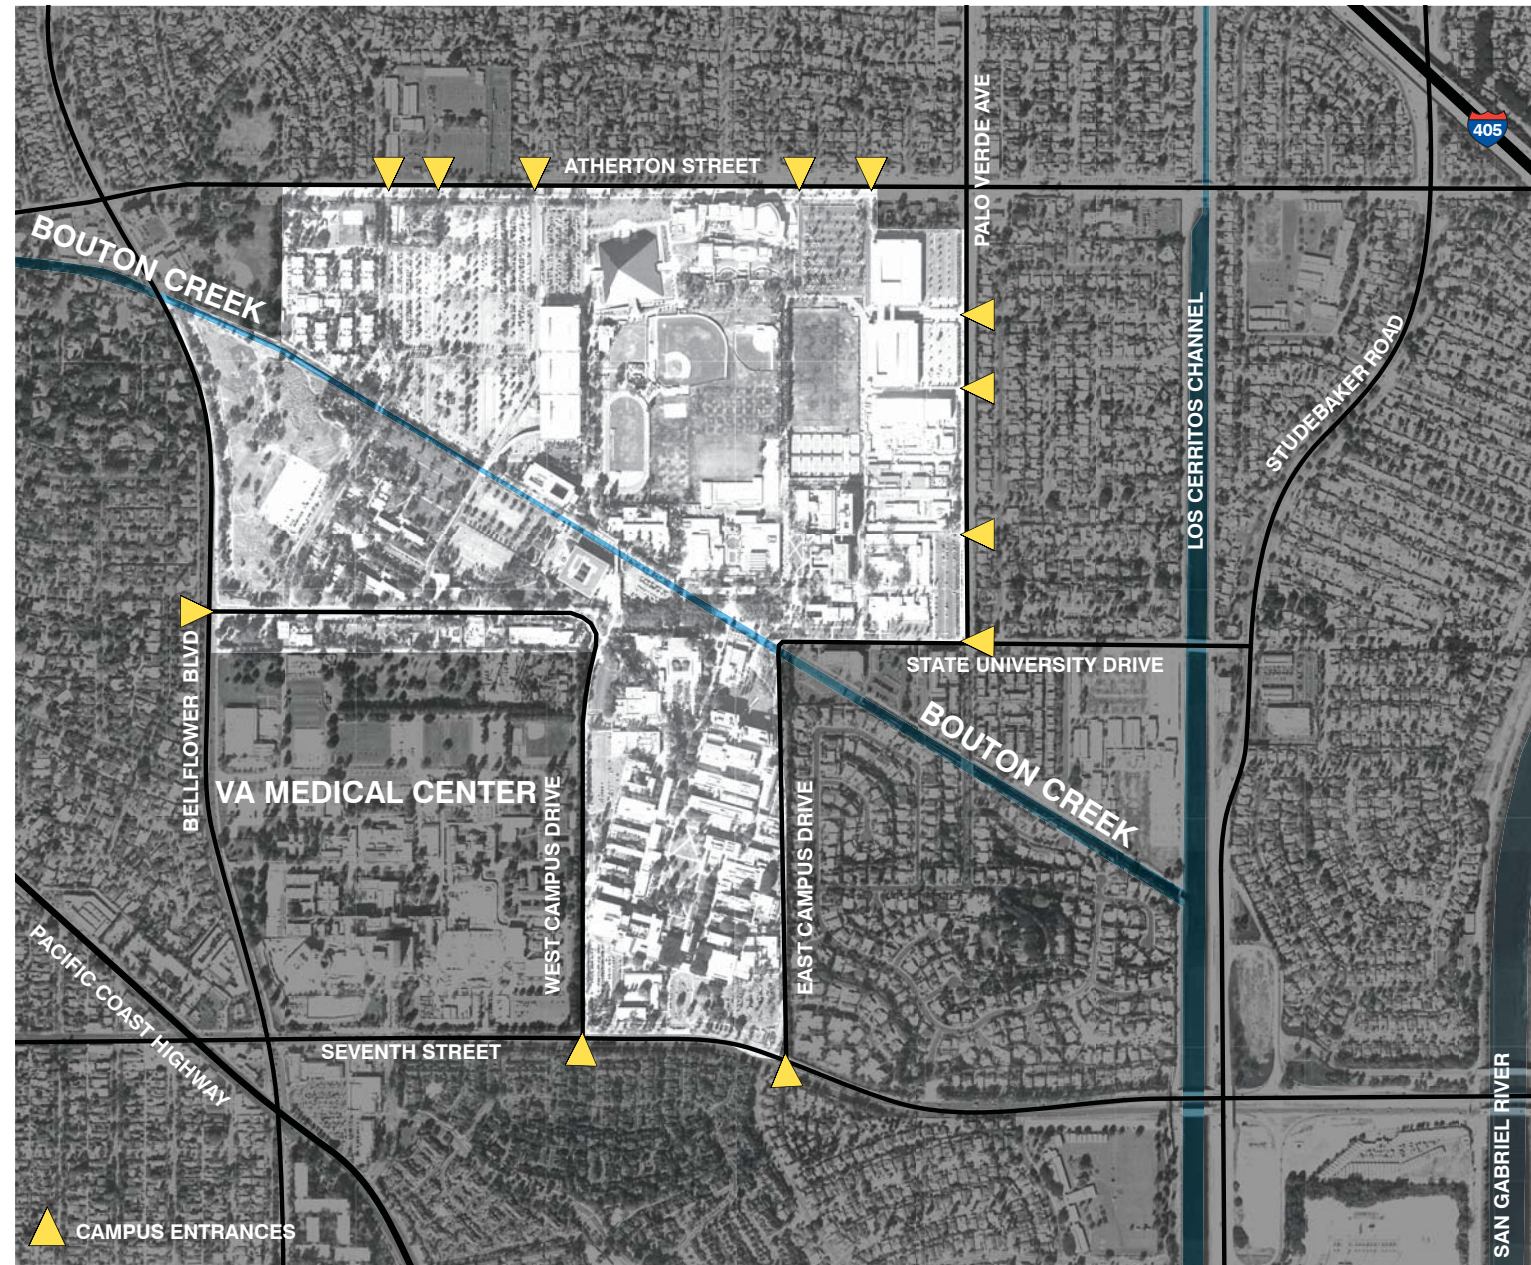 405
ATHERTON STREET
PALO VERDE AVE
BOUTON CREEK
LOS CERRITOS CHANNEL
STUDEBAKER ROAD
BELLFLOWER BLVD
STATE UNIVERSITY DRIVE
BOUTON CREEK
VA MEDICAL CENTER
WEST CAMPUS DRIVE
EAST CAMPUS DRIVE
PACIFIC COAST HIGHWAY
SEVENTH STREET
SAN GABRIEL RIVER
CAMPUS ENTRANCES